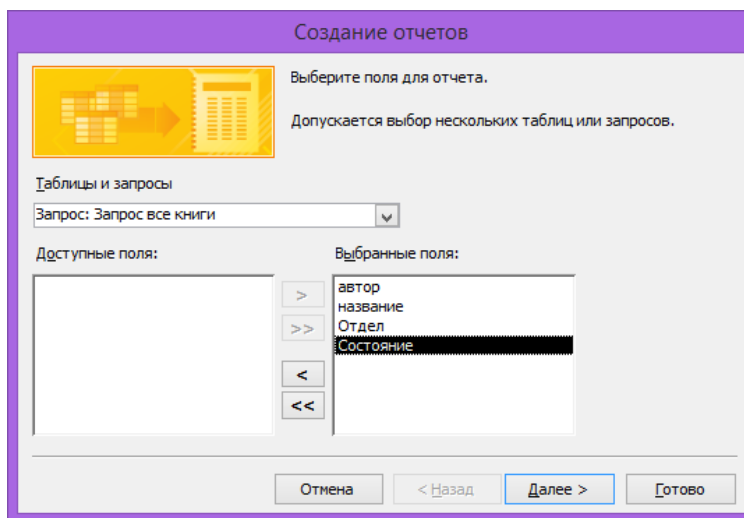 Создание отчетов
Выберите поля для отчета.
Допускается выбор нескольких таблиц или запросов.
Таблицы и запросы
Запрос: Запрос все книги
Доступные поля:
Выбранные поля:
>
>>
<
<<
автор
название
Отдел
Состояние
Отмена
< Назад
Далее >
Готово